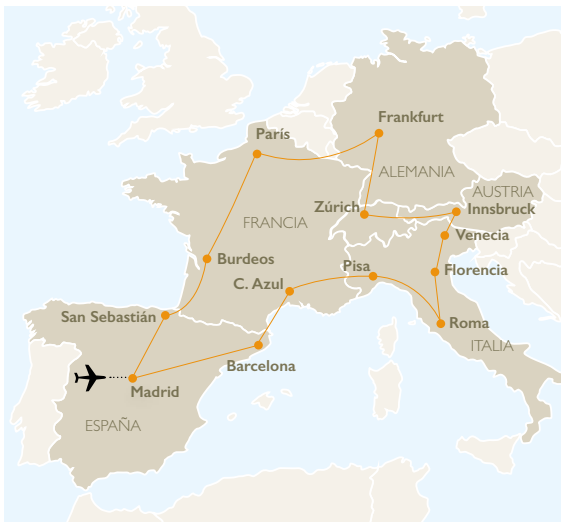 Frankfurt
París
ALEMANIA
AUSTRIA
Zúrich
Innsbruck
FRANCIA
Venecia
Burdeos
Pisa
Florencia
C. Azul
San Sebastián
Roma
ITALIA
Barcelona
Madrid
ESPAÑA